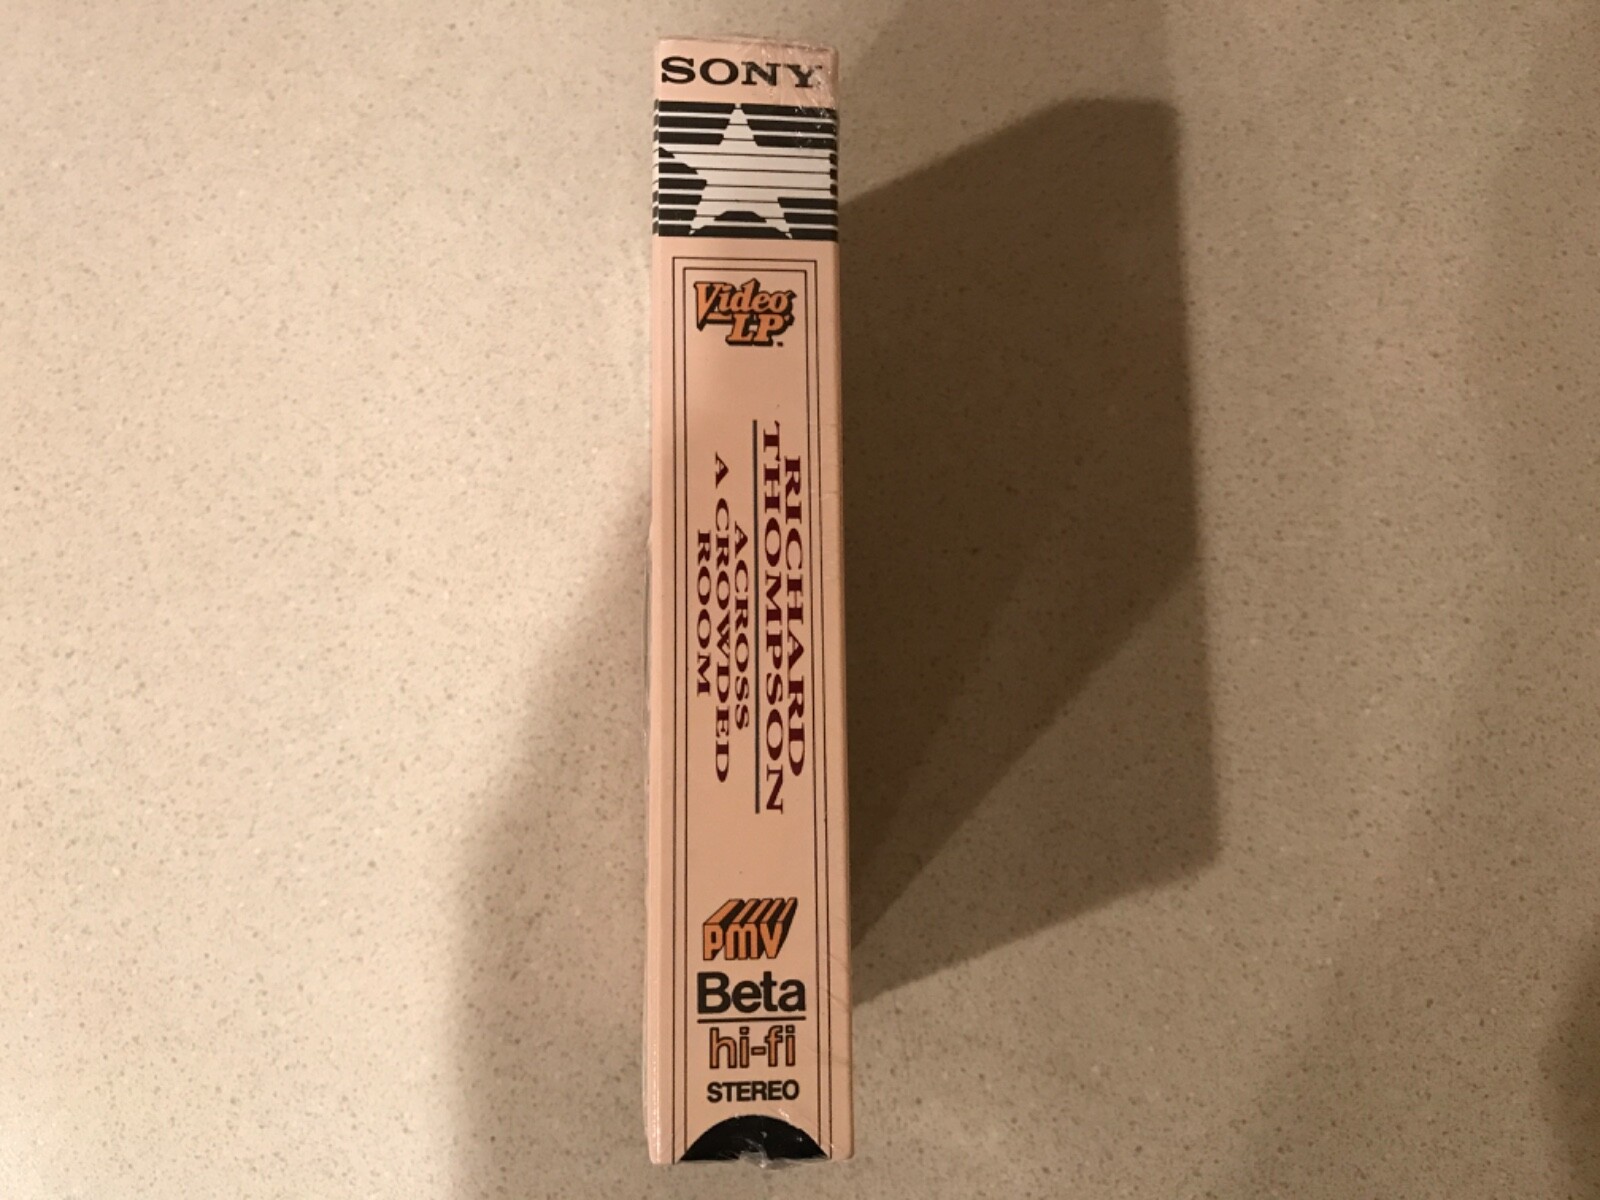 SONY
Video
LP
RICHARD
THOMPSON
ACROSS
A CROWDED
ROOM
PMV
Beta
hi-fi
STEREO